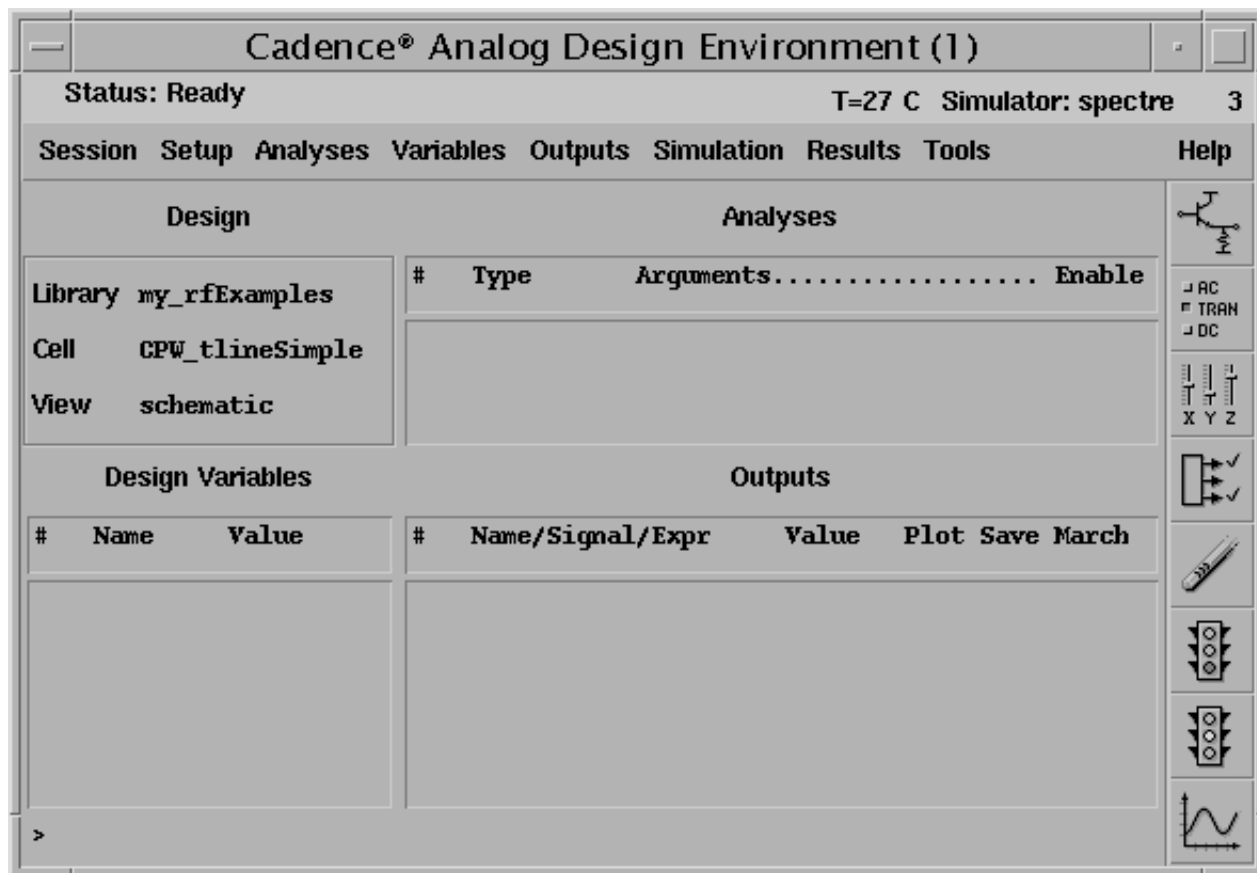 Cadence® Analog Design Environment (1)
Status: Ready
T=27 C Simulator: spectre 3
Session Setup Analyses Variables Outputs Simulation Results Tools Help
Design
Library my_rfExamples
Cell CPW_tlineSimple
View schematic
Analyses
# Type Arguments.................. Enable
Design Variables
# Name Value
Outputs
# Name/Signal/Expr Value Plot Save March
AC
TRAN
DC
X Y Z
>